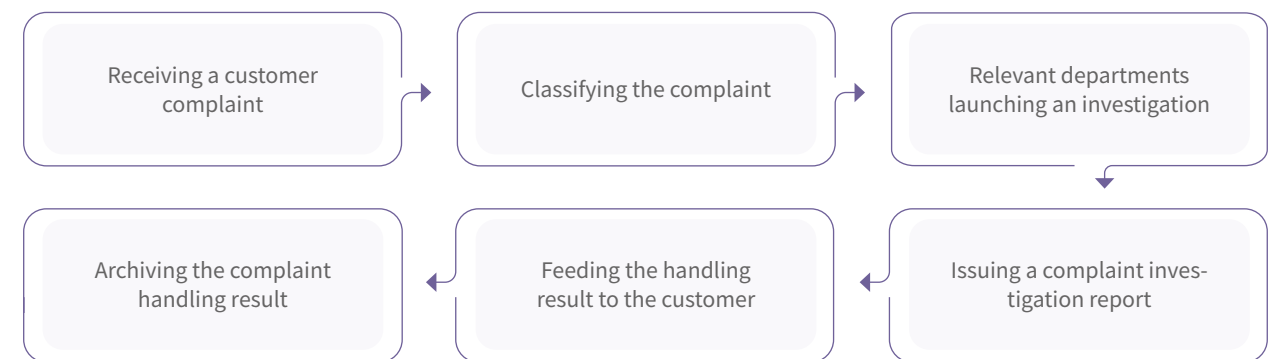 Receiving a customer
complaint
Classifying the complaint
Relevant departments
launching an investigation
Issuing a complaint inves-
tigation report
Feeding the handling
result to the customer
Archiving the complaint
handling result